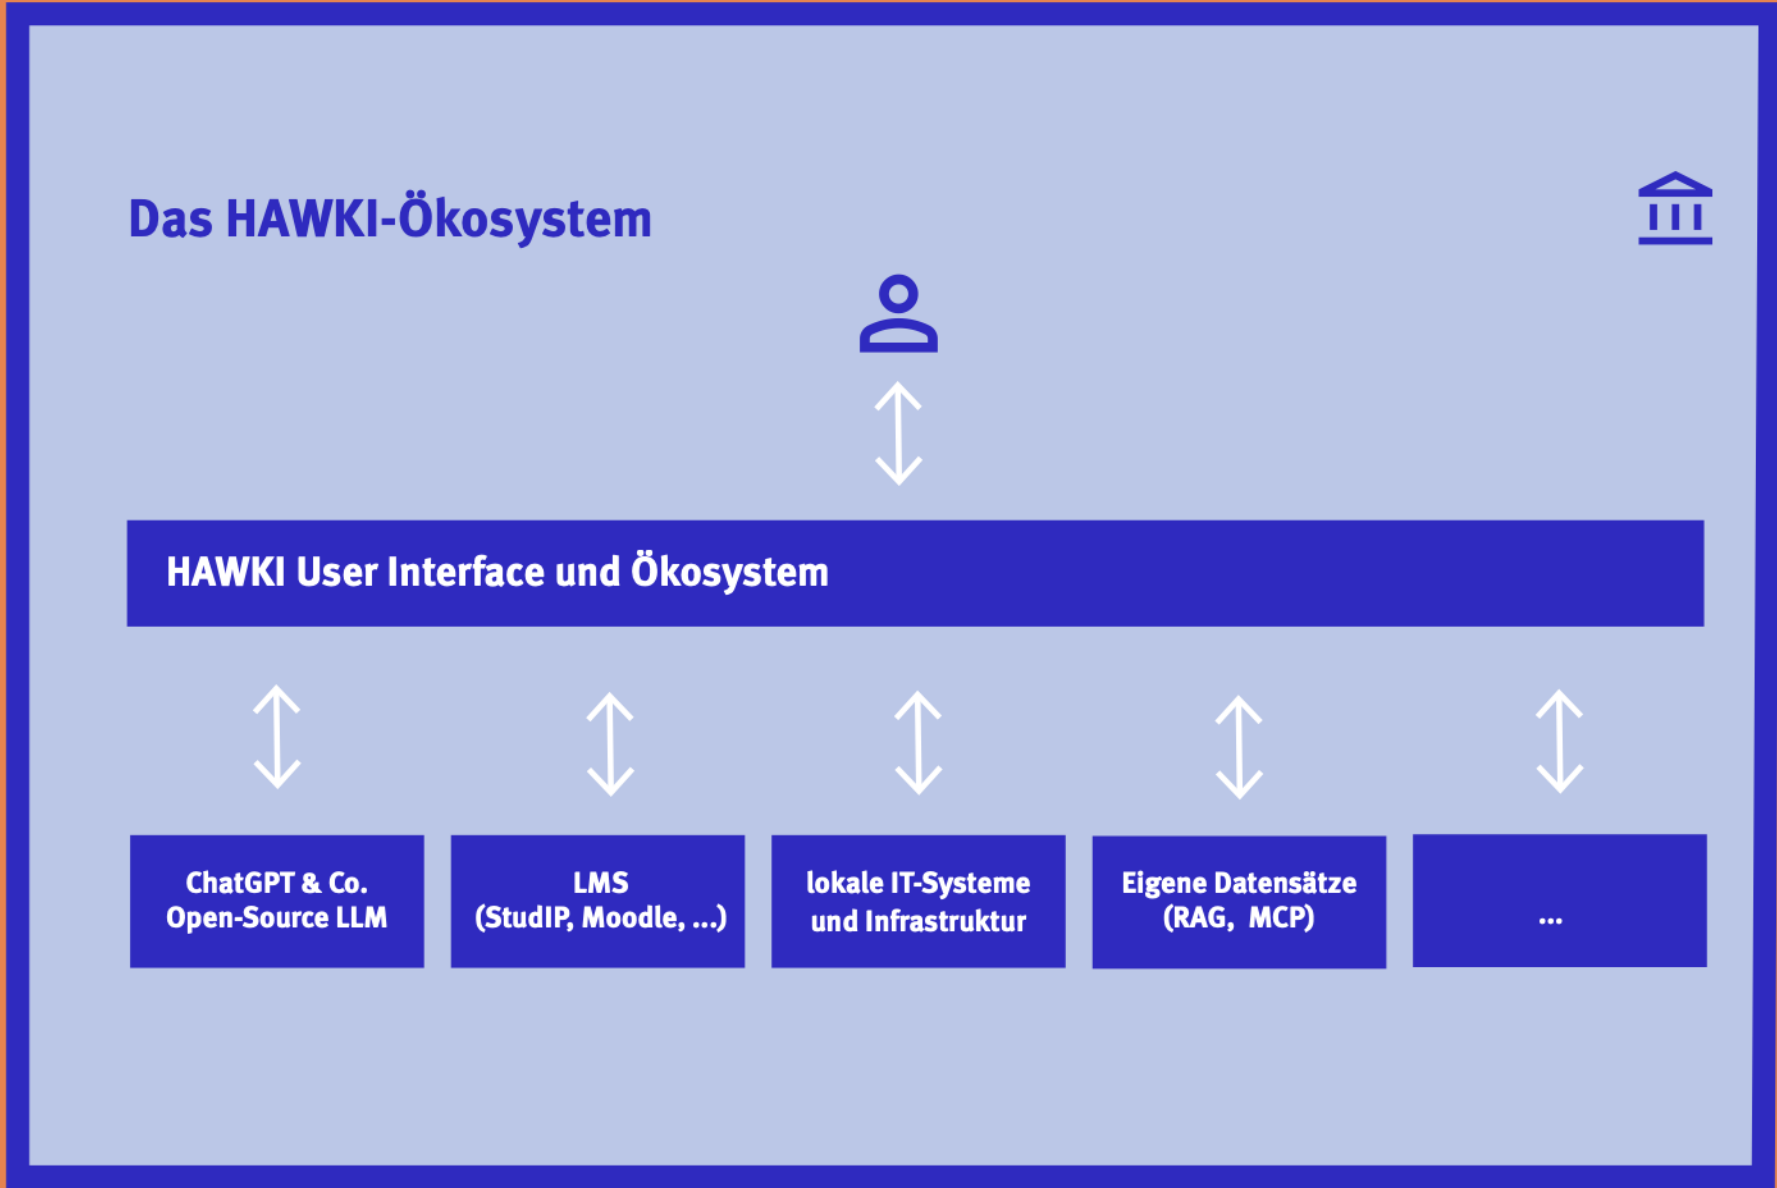 Das HAWKI-Ökosystem
HAWKI User Interface und Ökosystem
ChatGPT & Co.
Open-Source LLM
LMS
(StudIP, Moodle, ...)
lokale IT-Systeme
und Infrastruktur
Eigene Datensätze
(RAG, MCP)
...